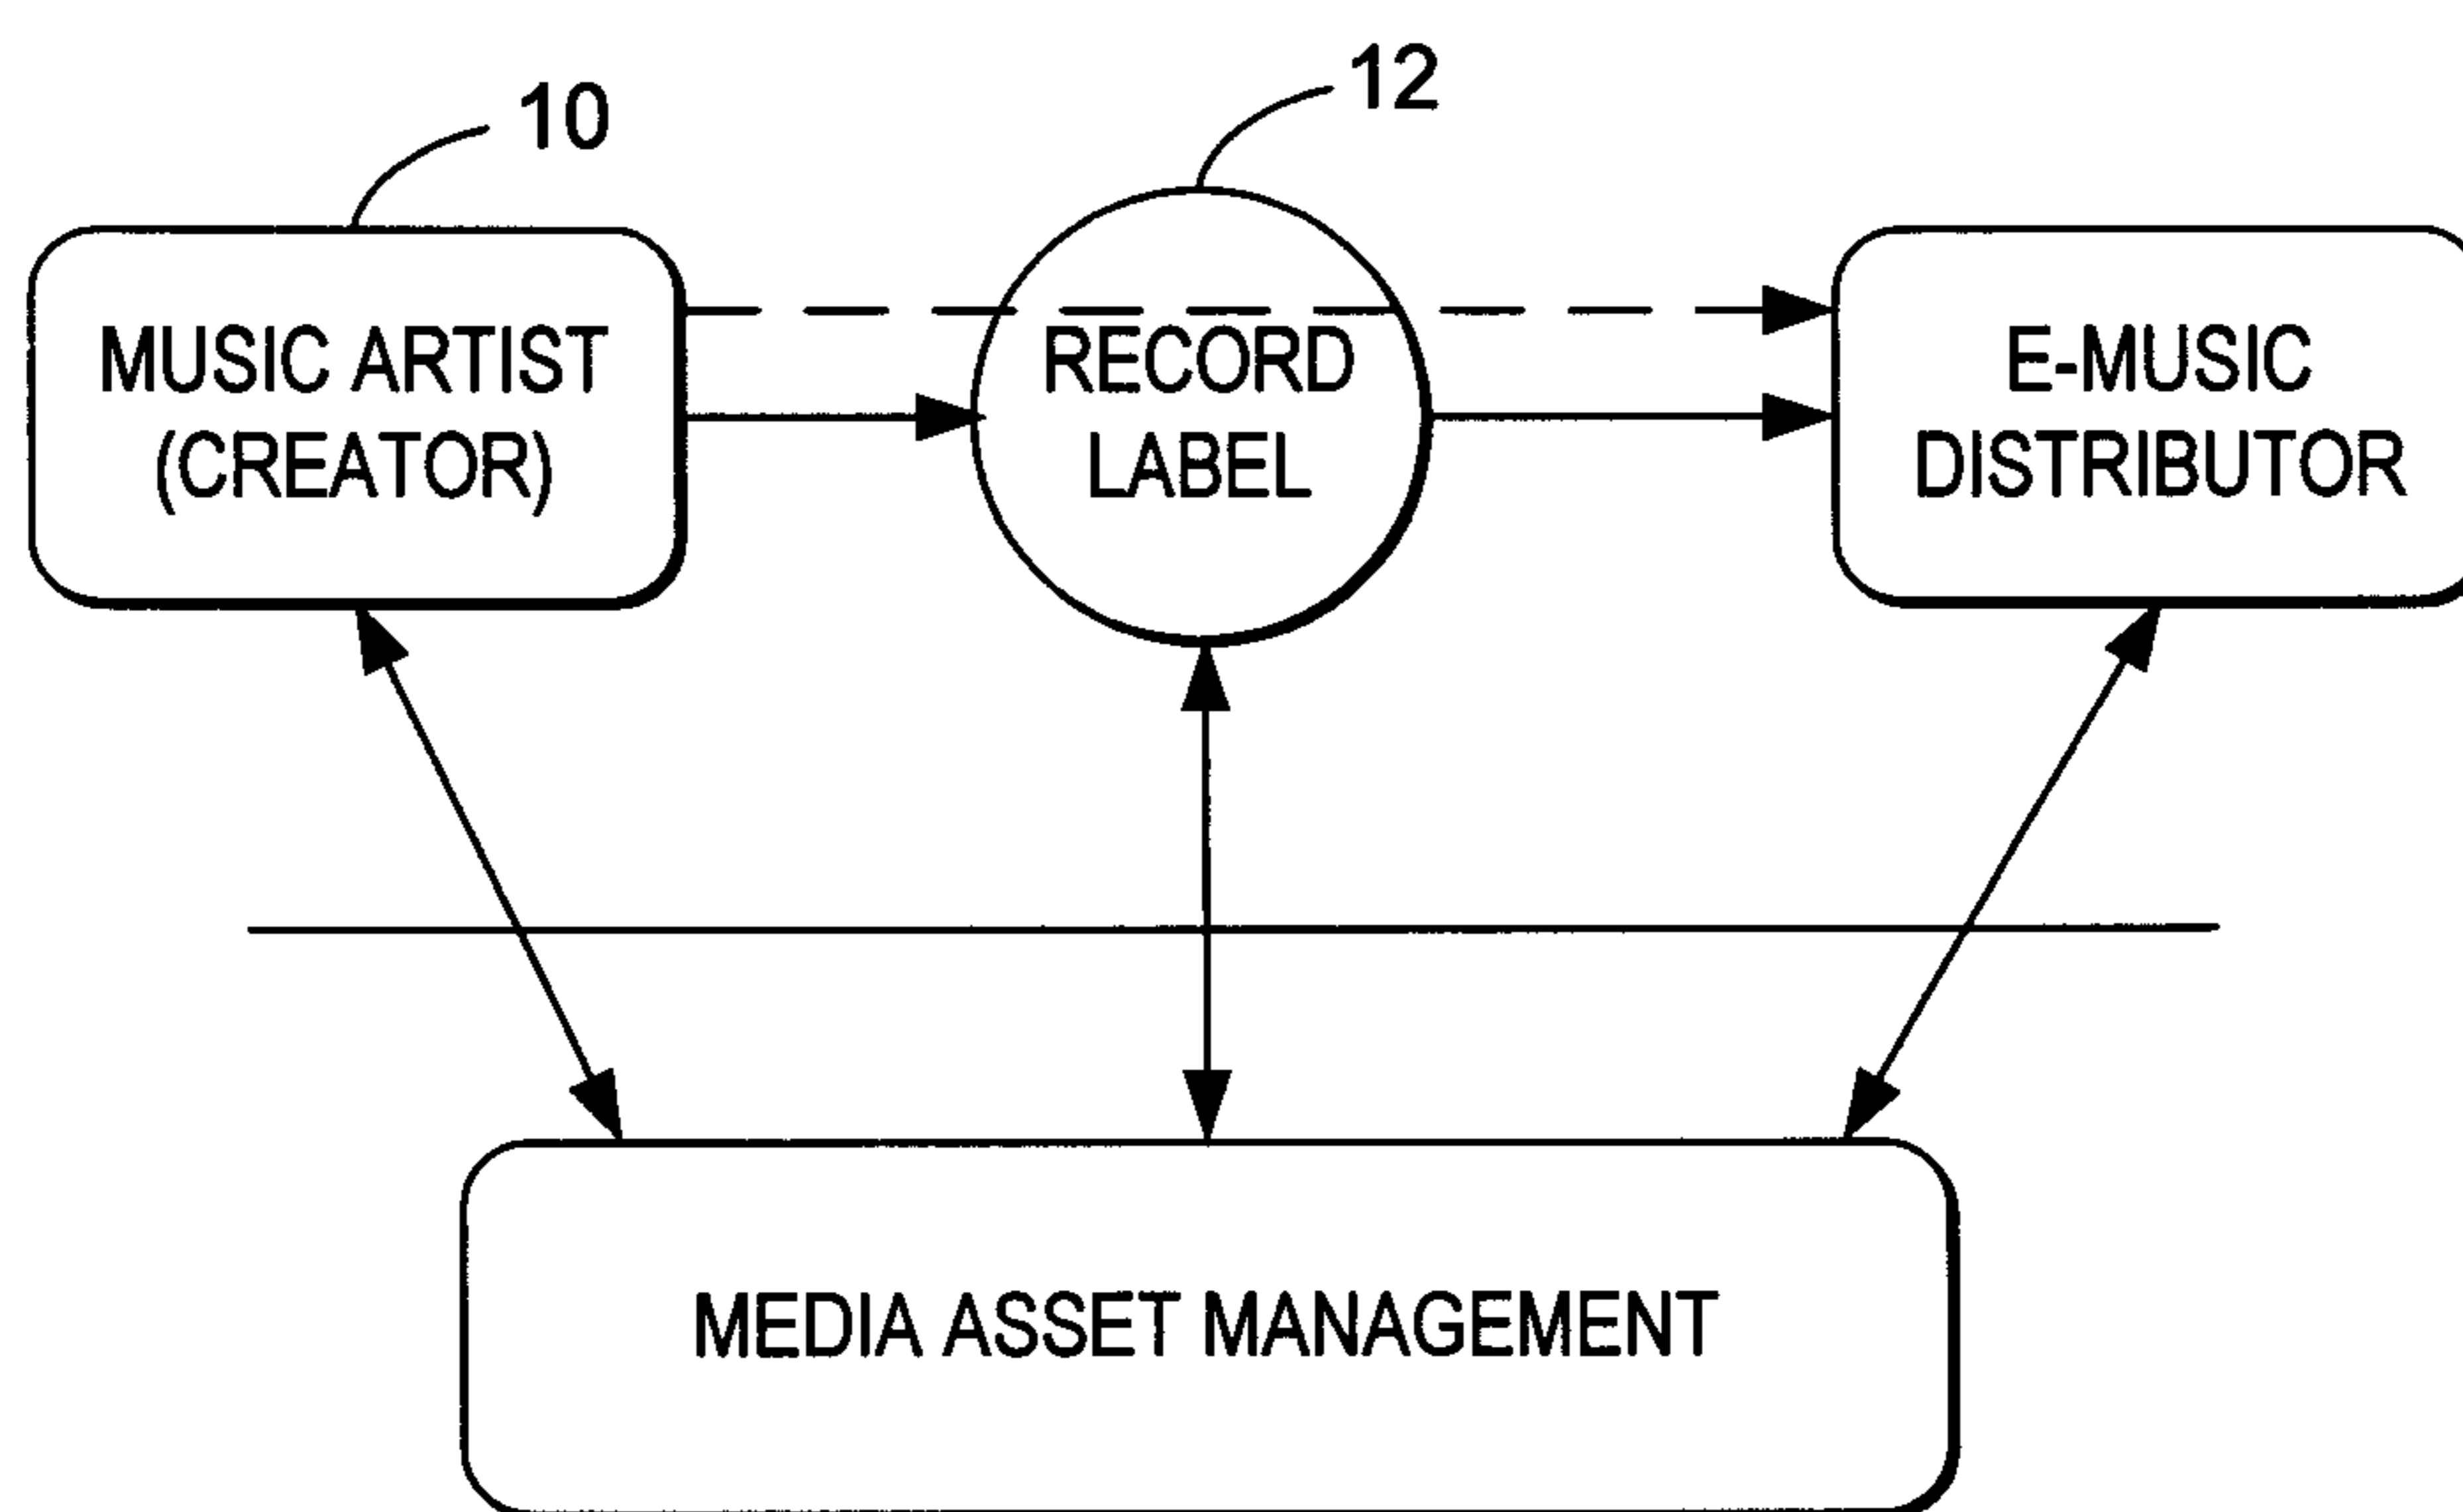 10
12
MUSIC ARTIST
(CREATOR)
RECORD
LABEL
E-MUSIC
DISTRIBUTOR
MEDIA ASSET MANAGEMENT